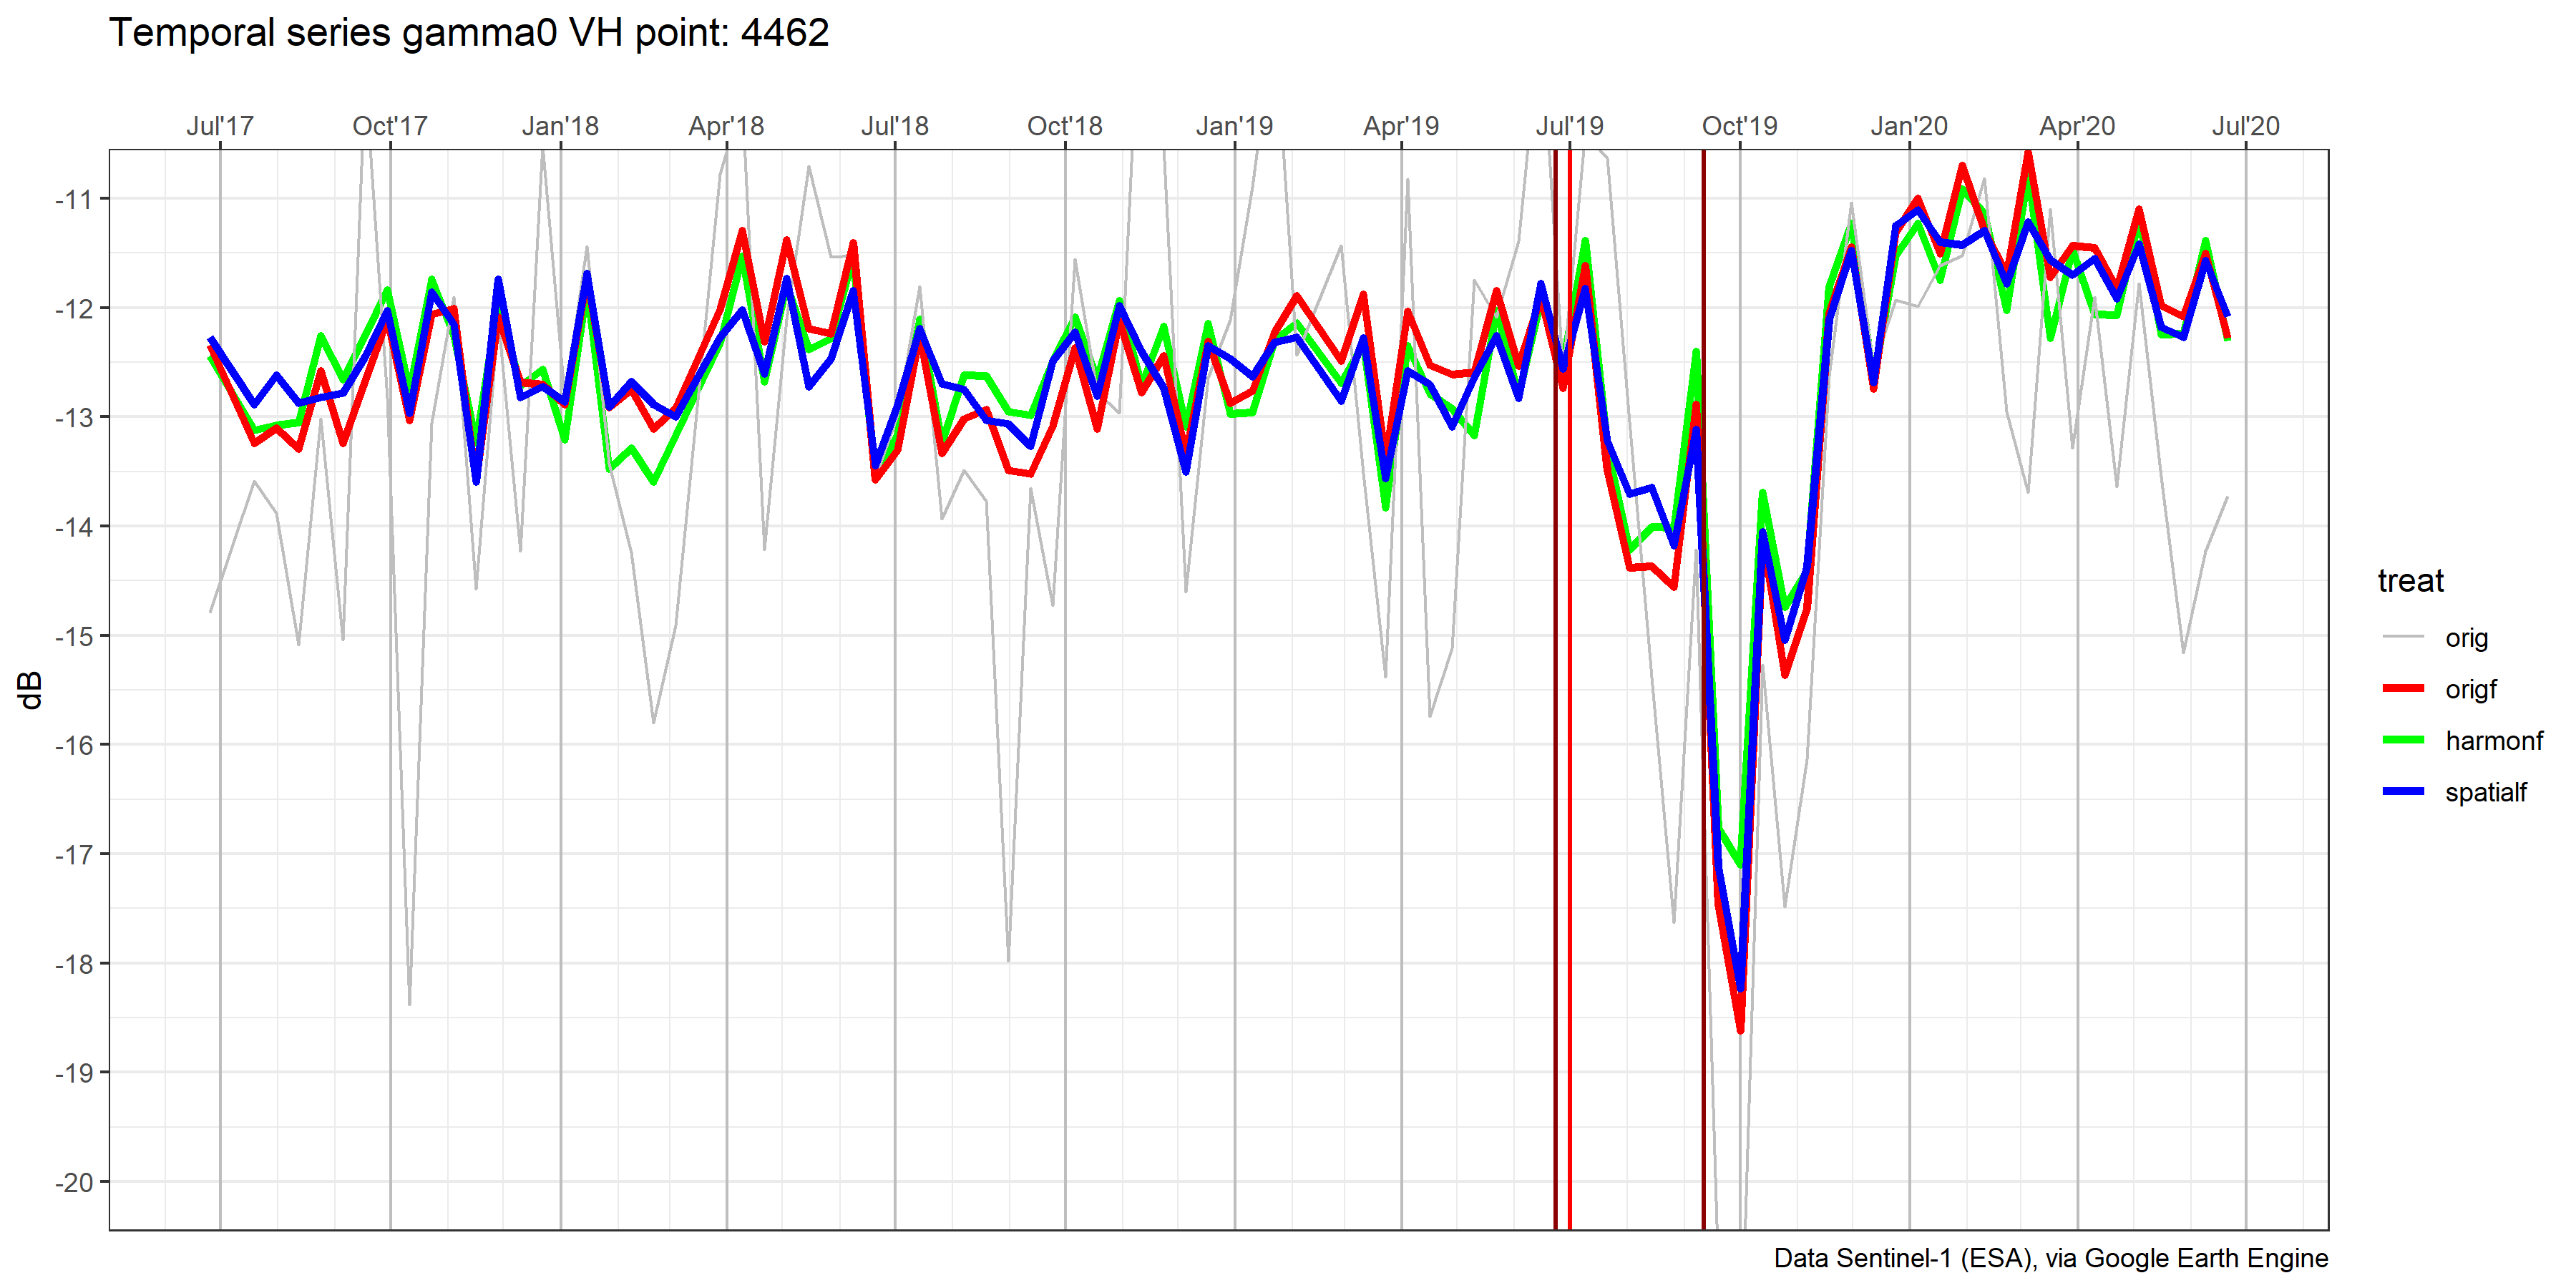 Temporal series gamma0 VH point: 4462
Jul'17 Oct'17 Jan'18 Apr'18 Jul'18 Oct'18 Jan'19 Apr'19 Jul'19 Oct'19 Jan'20 Apr'20 Jul'20
-11
-12
-13
-14
-15
-16
-17
-18
-19
-20
dB
treat
orig
origf
harmonf
spatialf
Data Sentinel-1 (ESA), via Google Earth Engine